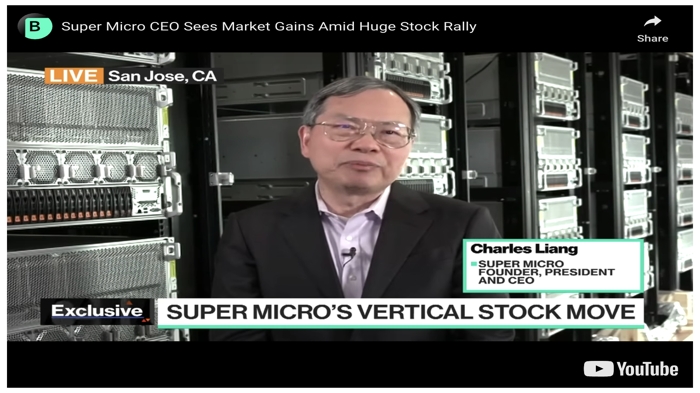 B
Super Micro CEO Sees Market Gains Amid Huge Stock Rally
Share
LIVE San Jose, CA
Charles Liang
SUPER MICRO
FOUNDER, PRESIDENT
AND CEO
Exclusive
SUPER MICRO'S VERTICAL STOCK MOVE
YouTube